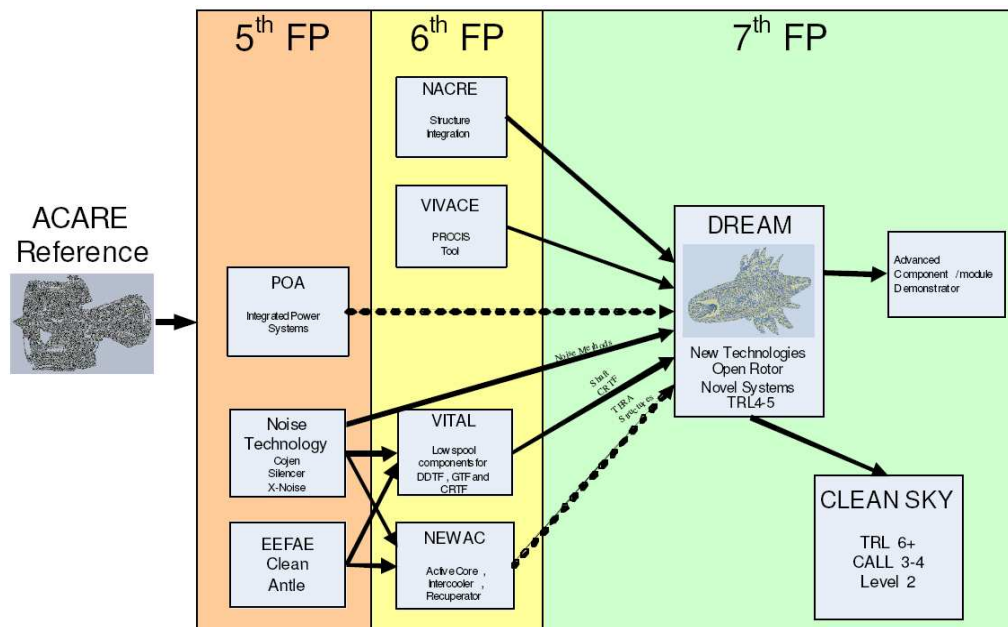 5th FP
6th FP
7th FP
ACARE
Reference
NACRE
Structure
Integration
VIVACE
PROCIS
Tool
POA
Integrated Power
Systems
Noise
Technology
Cojen
Silencer
X-Noise
EEFAE
Clean
Antle
VITAL
Low spool
components for
DDTF , GTF and
CRTF
NEWAC
Active Core ,
Intercooler ,
Recuperator
Noise Methods
Shaft
CRTF
TIRA
Structures
DREAM
New Technologies
Open Rotor
Novel Systems
TRL4-5
Advanced
Component /module
Demonstrator
CLEAN SKY
TRL 6+
CALL 3-4
Level 2